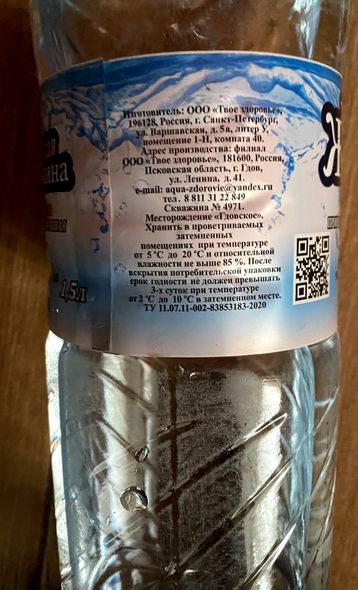 Изготовитель: ООО «Твое здоровье»,
196128, Россия, г. Санкт-Петербург,
ул. Варшавская, д. 5а, литер У,
помещение 1-Н, комната 40.
Адрес производства: филиал
ООО «Твое здоровье», 181600, Россия,
Псковская область, г. Гдов,
ул. Ленина, д. 41.
e-mail: aqua-zdorovie@yandex.ru
тел. 8 811 31 22 849
Скважина № 4971.
Месторождение «Гдовское».
Хранить в проветриваемых
затемненных
помещениях при температуре
от 5 °С до 20 °С и относительной
влажности не выше 85 %. После
вскрытия потребительской упаковки
срок годности не должен превышать
3-х суток при температуре
от 2 °С до 10 °С в затемненном месте.
ТУ 11.07.11-002-83853183-2020
1,5л